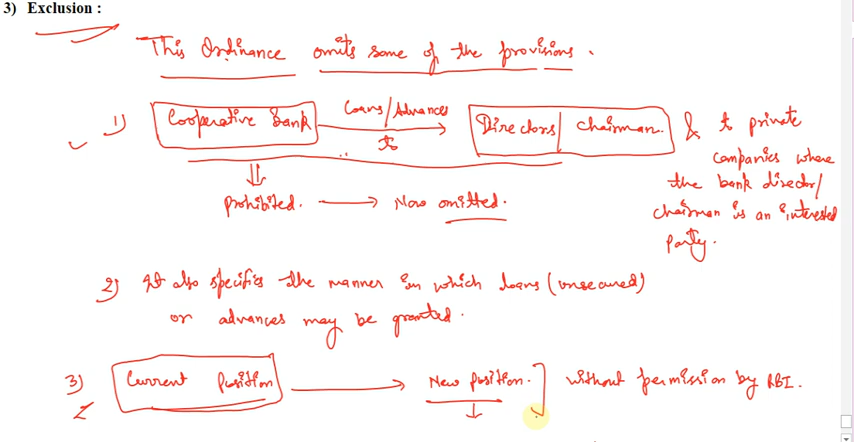 3) Exclusion :
This Ordinance omits some of the provisions.
1) Cooperative bank Loans/Advances to Directors/ chairman. & to private
companies where
the bank director/
chairman is an interested
party.
Prohibited. → Now omitted.
2) It also specifies the manner in which loans (unsecured)
or advances may be granted.
3) Current Position → New position. without permission by RBI.